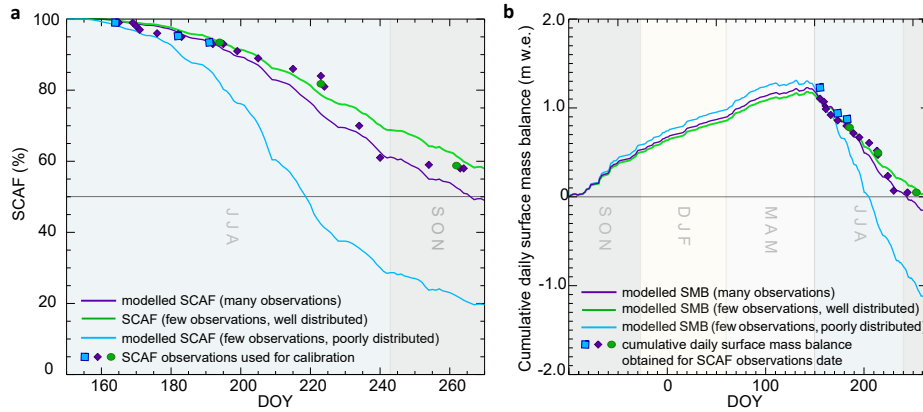 a
100
80
60
40
20
0
SCAF (%)
JJA
SON
modelled SCAF (many observations)
SCAF (few observations, well distributed)
modelled SCAF (few observations, poorly distributed)
SCAF observations used for calibration
160
180
200
220
240
260
DOY
b
2.0
1.0
0
-1.0
-2.0
Cumulative daily surface mass balance (m w.e.)
SON
DJF
MAM
JJA
modelled SMB (many observations)
modelled SMB (few observations, well distributed)
modelled SMB (few observations, poorly distributed)
cumulative daily surface mass balance
obtained for SCAF observations date
0
100
200
DOY